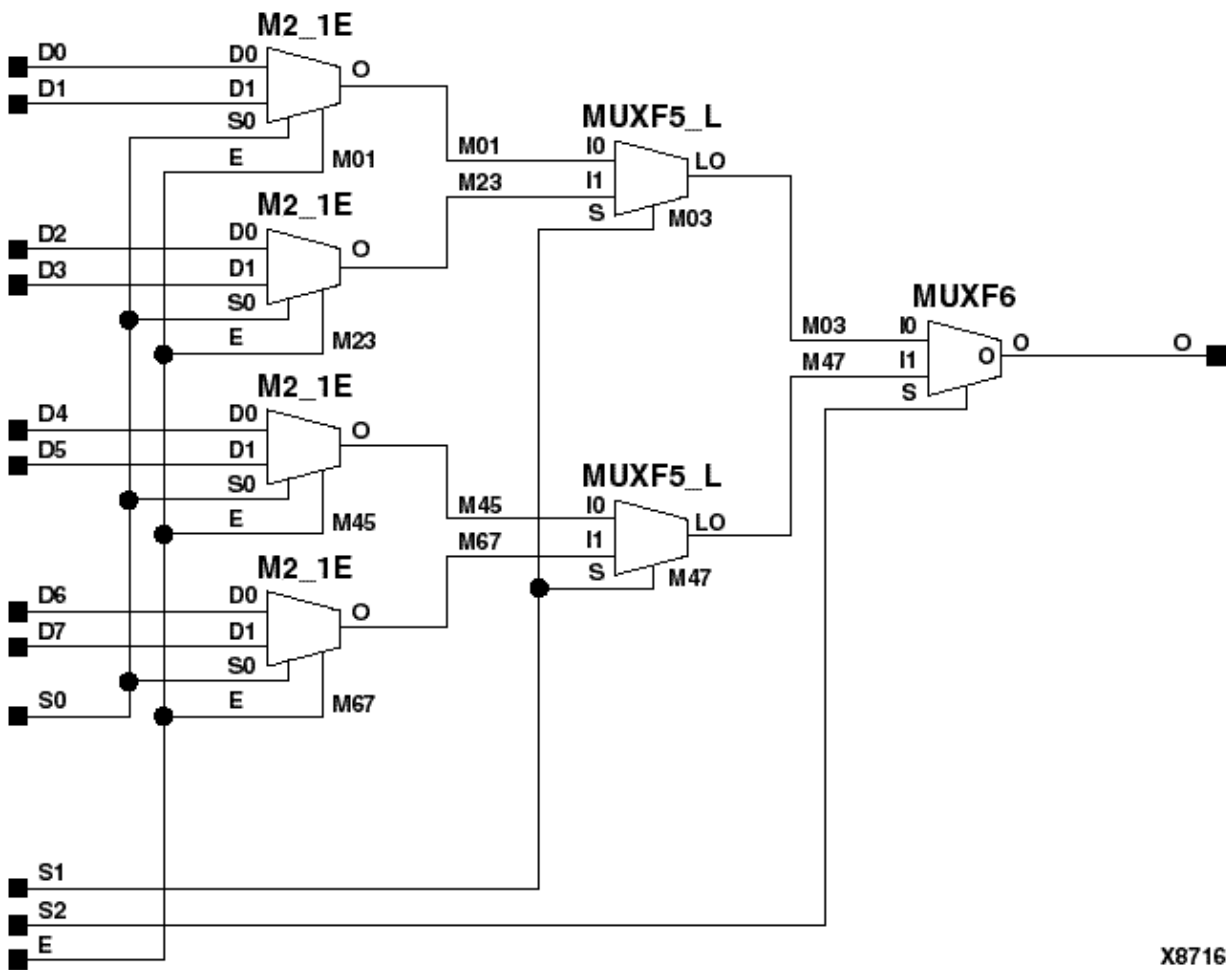 M2_1E
D0 D0 O
D1 D1
S0
E M01
MUXF5_L
M01 I0 LO
M23 I1
S M03
M2_1E
D2 D0 O
D3 D1
S0
E M23
MUXF6
M03 I0 O O O
M47 I1
S
M2_1E
D4 D0 O
D5 D1
S0
E M45
MUXF5_L
M45 I0 LO
M67 I1
S M47
M2_1E
D6 D0 O
D7 D1
S0
S0 E M67
S1
S2
E
X8716